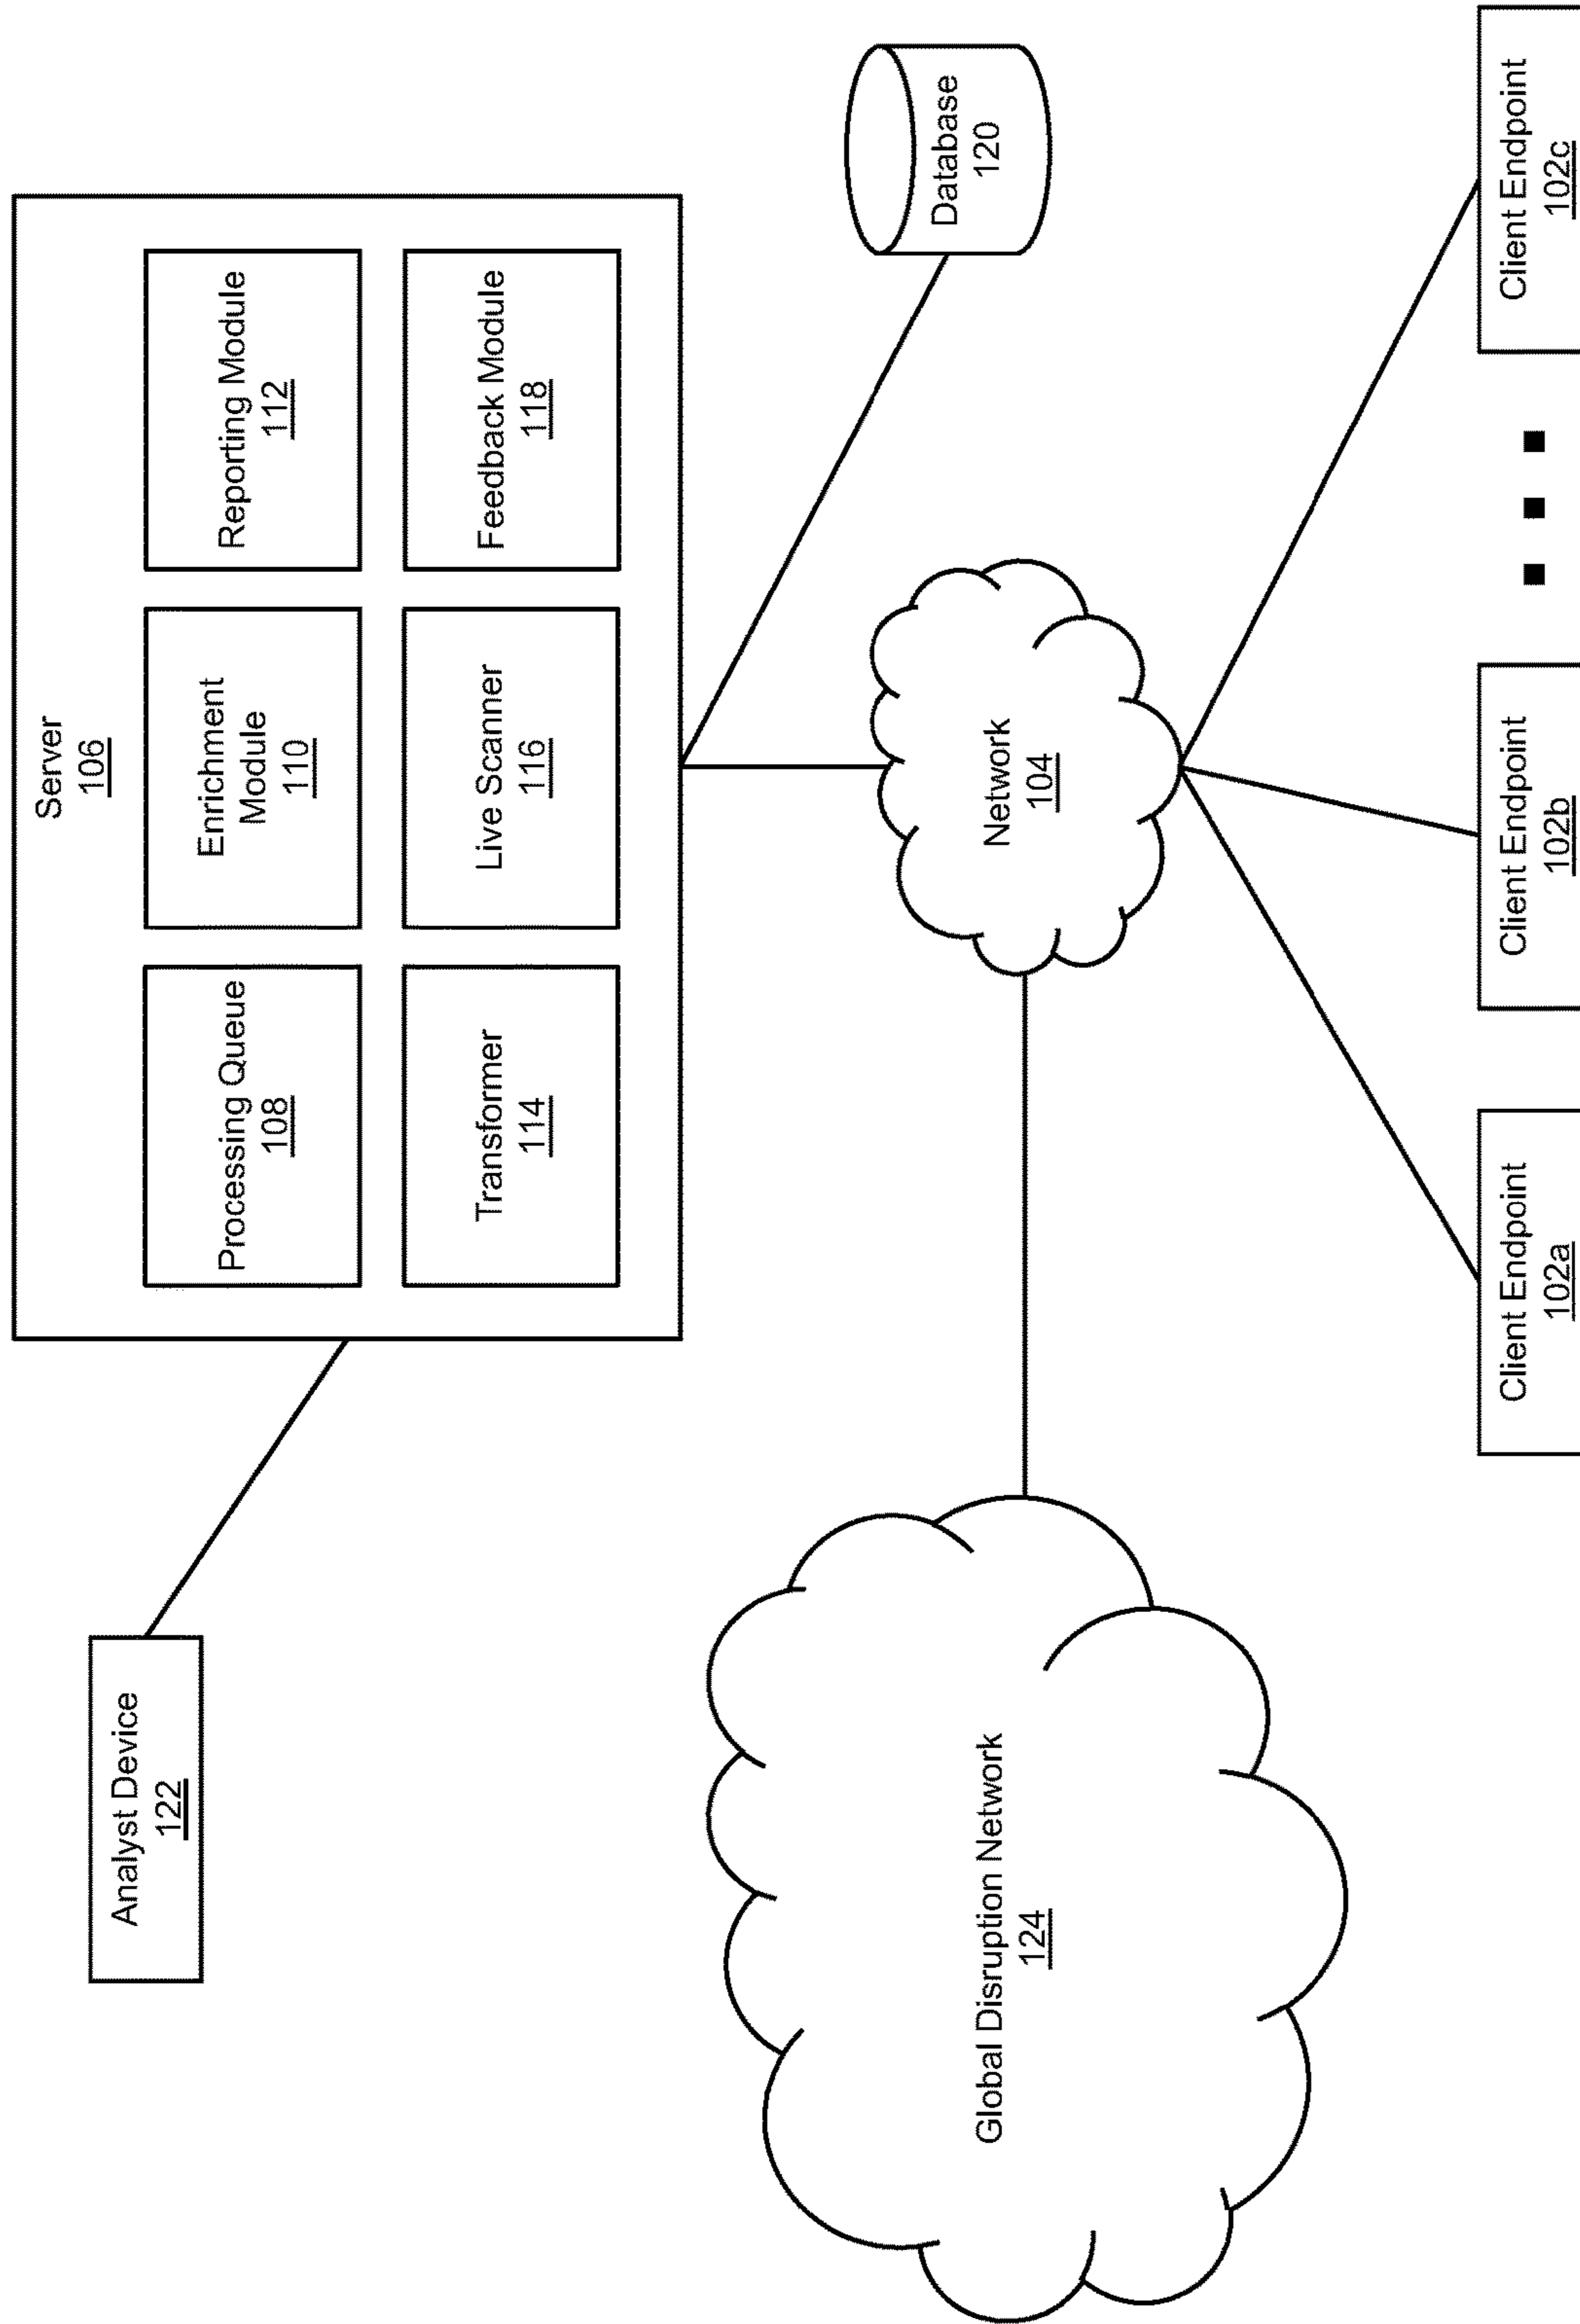 Server
106
Processing Queue
108
Enrichment
Module
110
Reporting Module
112
Transformer
114
Live Scanner
116
Feedback Module
118
Analyst Device
122
Database
120
Network
104
Global Disruption Network
124
Client Endpoint
102a
Client Endpoint
102b
Client Endpoint
102c